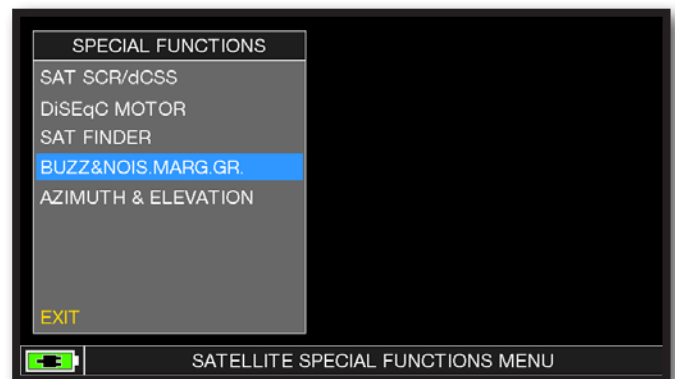 SPECIAL FUNCTIONS
SAT SCR/dCSS
DiSEqC MOTOR
SAT FINDER
BUZZ&NOIS.MARG.GR.
AZIMUTH & ELEVATION
EXIT
SATELLITE SPECIAL FUNCTIONS MENU